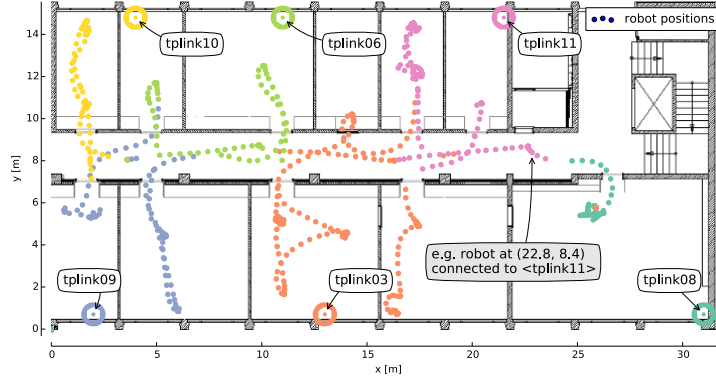 robot positions
tplink10
tplink06
tplink11
e.g. robot at (22.8, 8.4)
connected to <tplink11>
tplink09
tplink03
tplink08
y [m]
14
12
10
8
6
4
2
0
0
5
10
15
20
25
30
x [m]